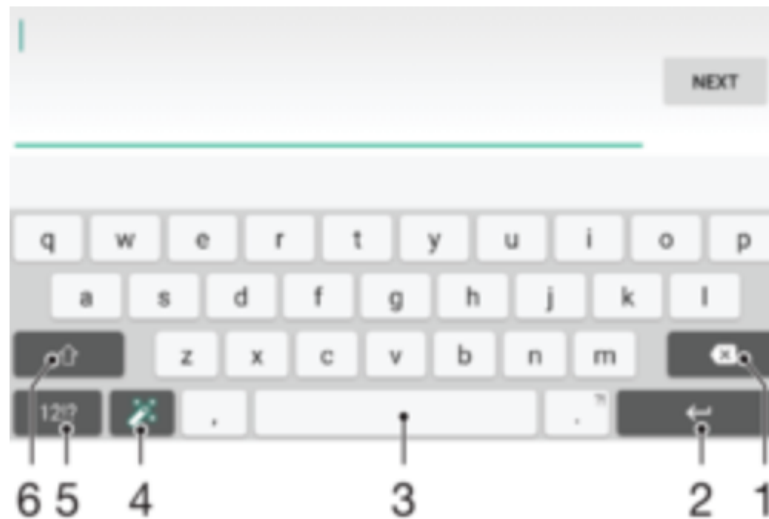 NEXT
q w e r t y u i o p
a s d f g h j k l
z x c v b n m
12!? , . ?!
6 5 4 3 2 1